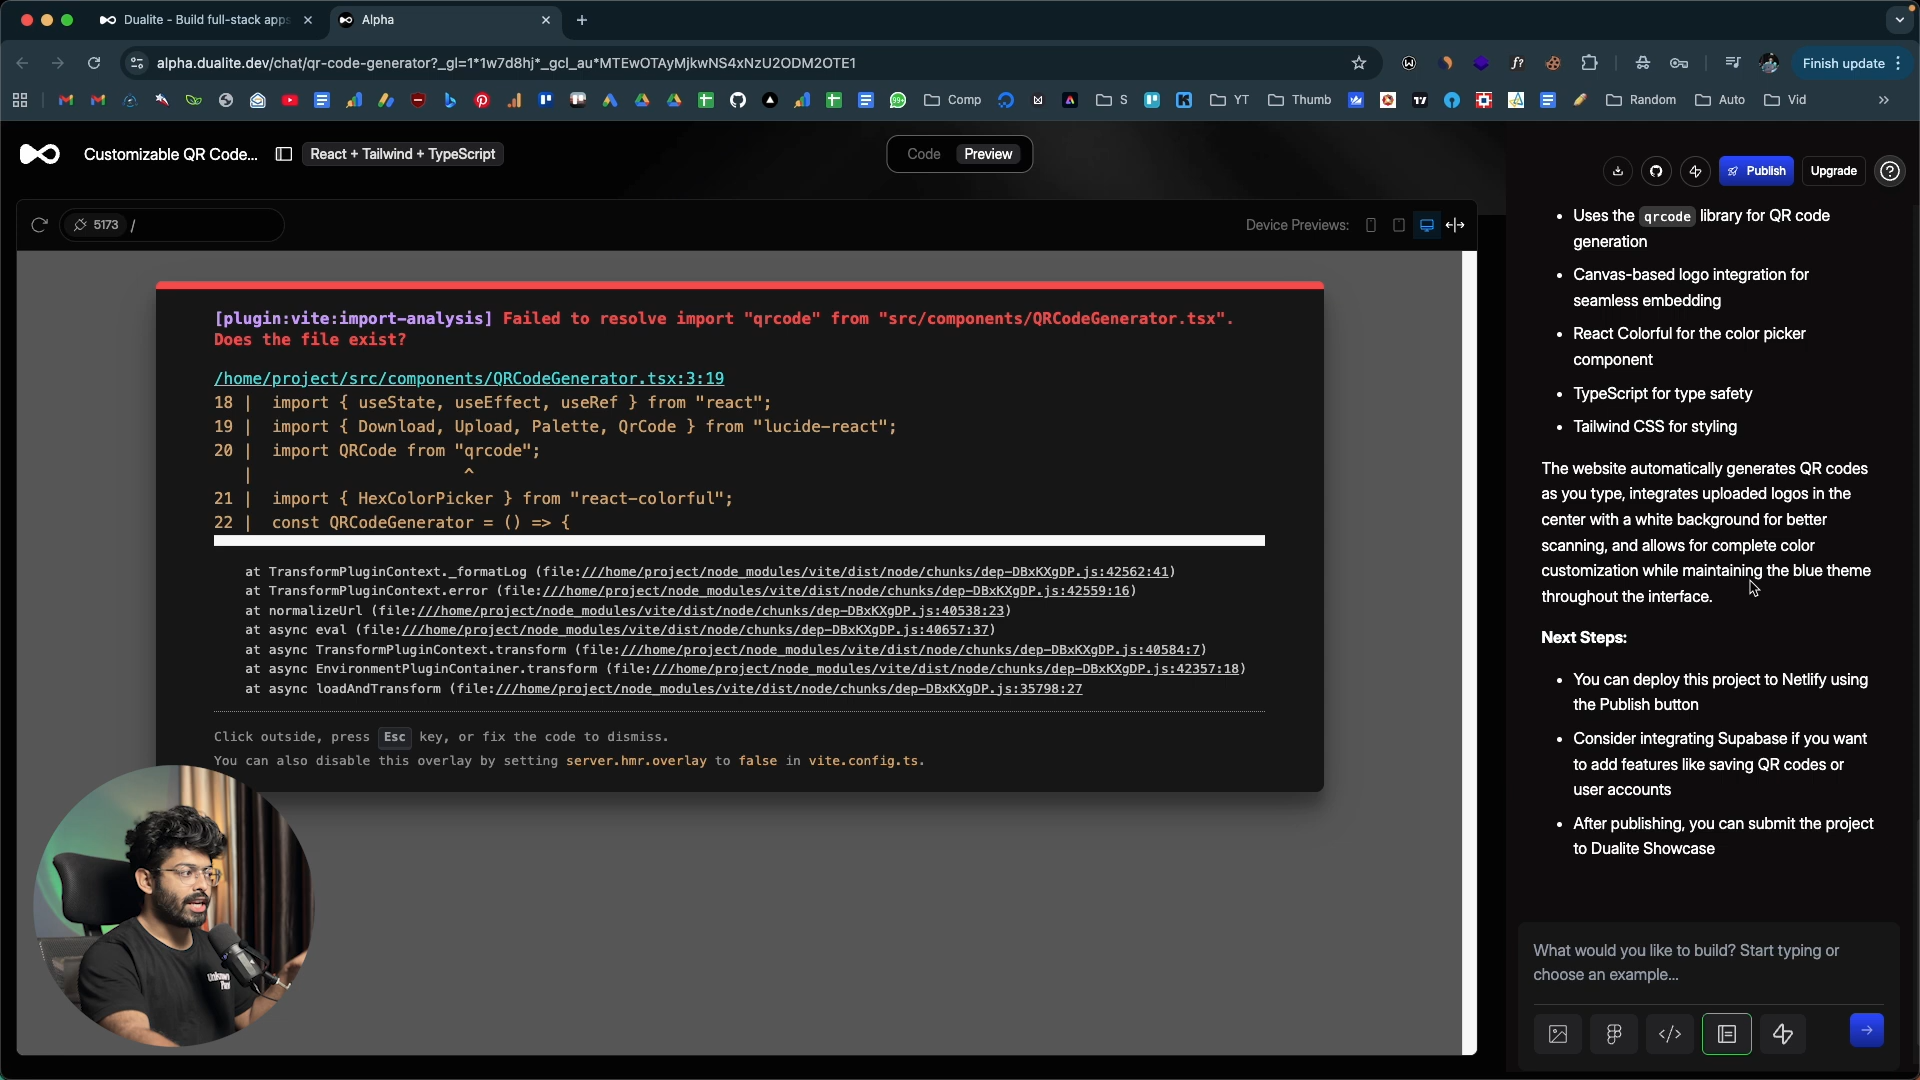 Dualite - Build full-stack apps
Alpha
alpha.dualite.dev/chat/qr-code-generator?_gl=1*1w7d8hj*_gcl_au*MTEwOTAyMjkwNS4xNzU2ODM2OTE1
Finish update
Comp
S
YT
Thumb
Random
Auto
Vid
Customizable QR Code...
React + Tailwind + TypeScript
Code
Preview
Publish
Upgrade
5173 /
Device Previews:
[plugin:vite:import-analysis] Failed to resolve import "qrcode" from "src/components/QRCodeGenerator.tsx".
Does the file exist?
/home/project/src/components/QRCodeGenerator.tsx:3:19
18 | import { useState, useEffect, useRef } from "react";
19 | import { Download, Upload, Palette, QrCode } from "lucide-react";
20 | import QRCode from "qrcode";
| ^
21 | import { HexColorPicker } from "react-colorful";
22 | const QRCodeGenerator = () => {
at TransformPluginContext._formatLog (file:///home/project/node_modules/vite/dist/node/chunks/dep-DBxKXgDP.js:42562:41)
at TransformPluginContext.error (file:///home/project/node_modules/vite/dist/node/chunks/dep-DBxKXgDP.js:42559:16)
at normalizeUrl (file:///home/project/node_modules/vite/dist/node/chunks/dep-DBxKXgDP.js:40538:23)
at async eval (file:///home/project/node_modules/vite/dist/node/chunks/dep-DBxKXgDP.js:40657:37)
at async TransformPluginContext.transform (file:///home/project/node_modules/vite/dist/node/chunks/dep-DBxKXgDP.js:40584:7)
at async EnvironmentPluginContainer.transform (file:///home/project/node_modules/vite/dist/node/chunks/dep-DBxKXgDP.js:42357:18)
at async loadAndTransform (file:///home/project/node_modules/vite/dist/node/chunks/dep-DBxKXgDP.js:35798:27
Click outside, press Esc key, or fix the code to dismiss.
You can also disable this overlay by setting server.hmr.overlay to false in vite.config.ts.
• Uses the qrcode library for QR code
generation
• Canvas-based logo integration for
seamless embedding
• React Colorful for the color picker
component
• TypeScript for type safety
• Tailwind CSS for styling
The website automatically generates QR codes
as you type, integrates uploaded logos in the
center with a white background for better
scanning, and allows for complete color
customization while maintaining the blue theme
throughout the interface.
Next Steps:
• You can deploy this project to Netlify using
the Publish button
• Consider integrating Supabase if you want
to add features like saving QR codes or
user accounts
• After publishing, you can submit the project
to Dualite Showcase
What would you like to build? Start typing or
choose an example...